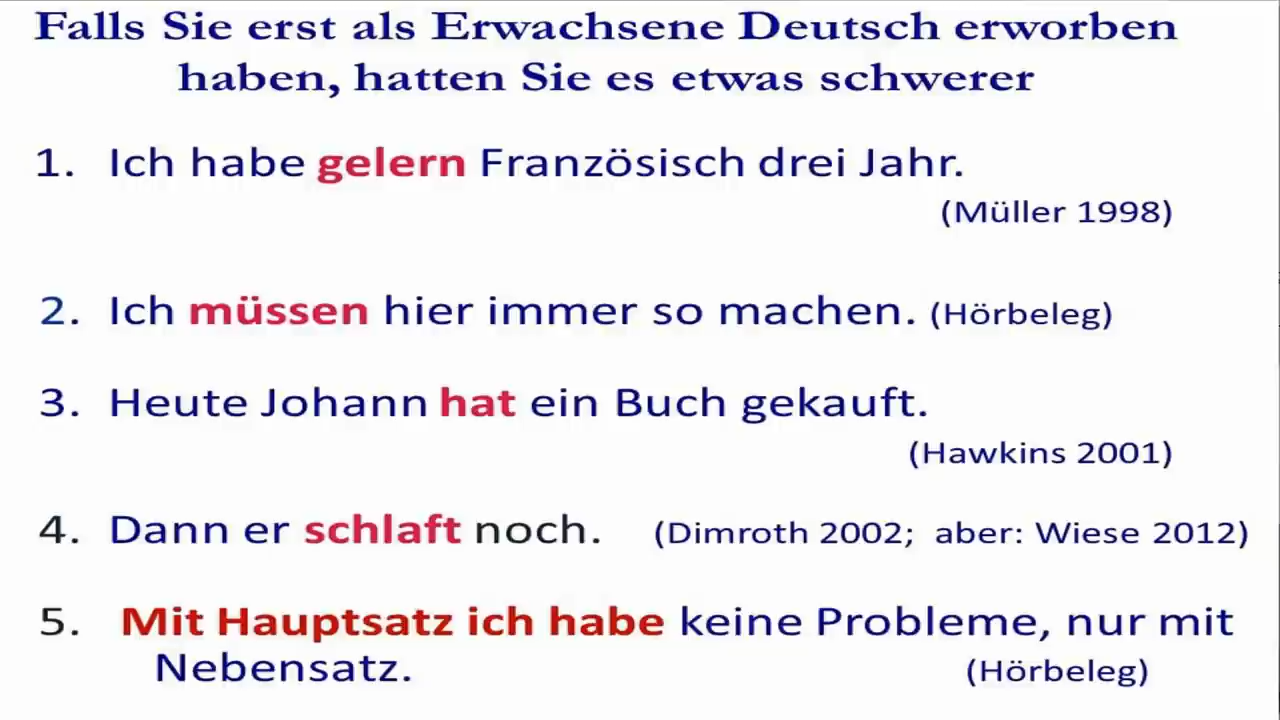 Falls Sie erst als Erwachsene Deutsch erworben
haben, hatten Sie es etwas schwerer
1. Ich habe gelern Französisch drei Jahr.
(Müller 1998)
2. Ich müssen hier immer so machen. (Hörbeleg)
3. Heute Johann hat ein Buch gekauft.
(Hawkins 2001)
4. Dann er schlaft noch. (Dimroth 2002; aber: Wiese 2012)
5. Mit Hauptsatz ich habe keine Probleme, nur mit
Nebensatz. (Hörbeleg)